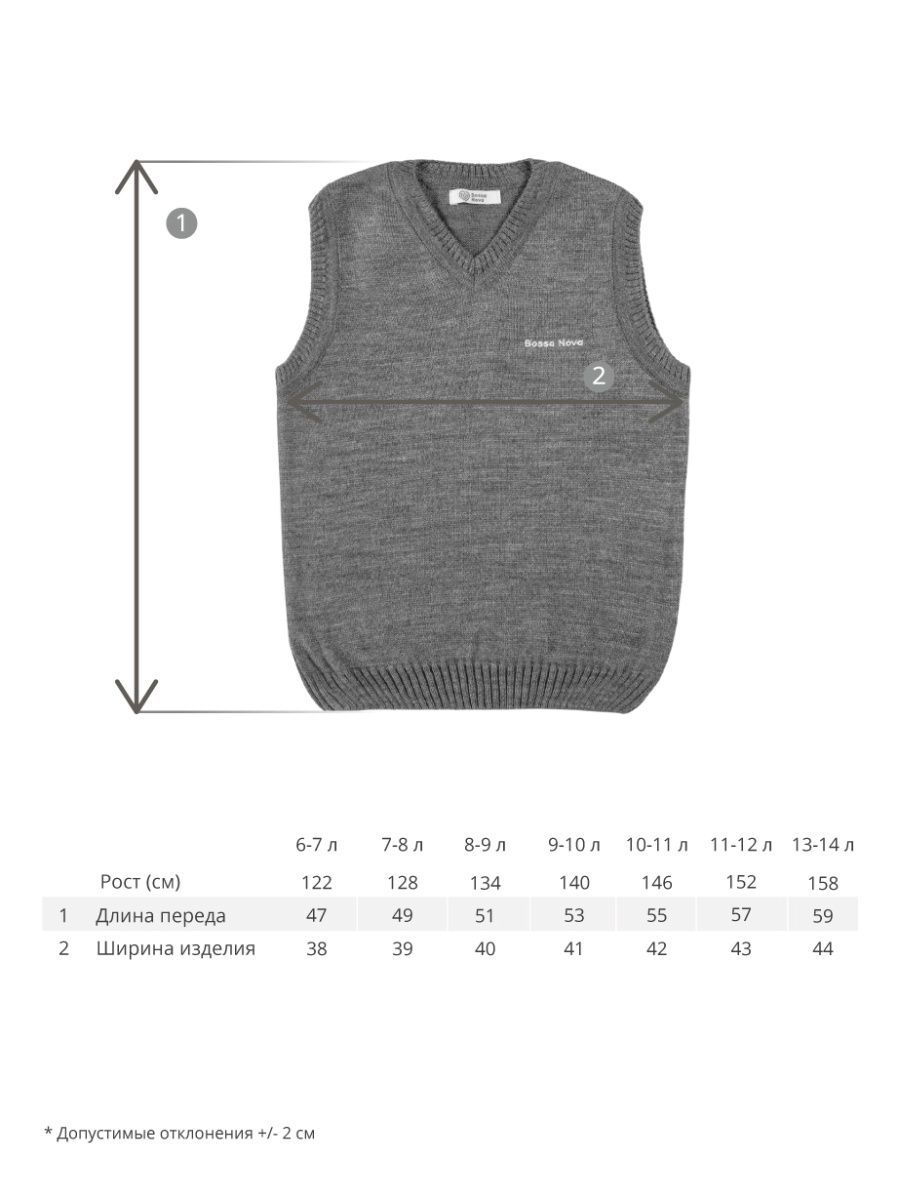 Bossa
Nova
1
Bossa Nova
2
6-7 л 7-8 л 8-9 л 9-10 л 10-11 л 11-12 л 13-14 л
Рост (см) 122 128 134 140 146 152 158
1 Длина переда 47 49 51 53 55 57 59
2 Ширина изделия 38 39 40 41 42 43 44
* Допустимые отклонения +/- 2 см